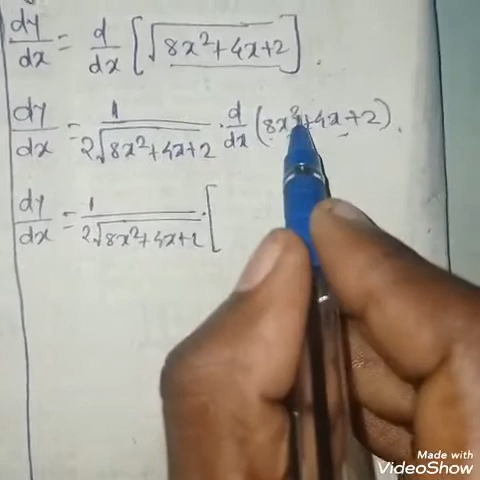 dy/dx = d/dx [√(8x²+4x+2)].
dy/dx = 1/(2√(8x²+4x+2)) · d/dx (8x²+4x+2).
dy/dx = 1/(2√(8x²+4x+2)) · [
Made with
VideoShow